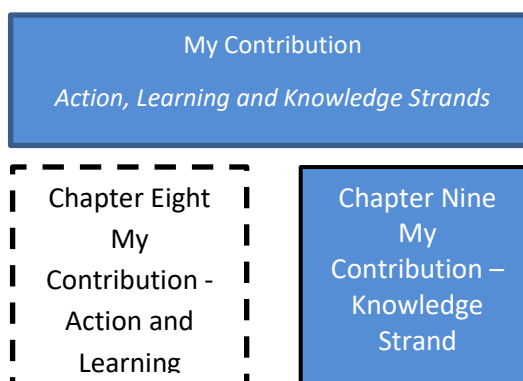 My Contribution
Action, Learning and Knowledge Strands
Chapter Eight
My
Contribution -
Action and
Learning
Chapter Nine
My
Contribution –
Knowledge
Strand